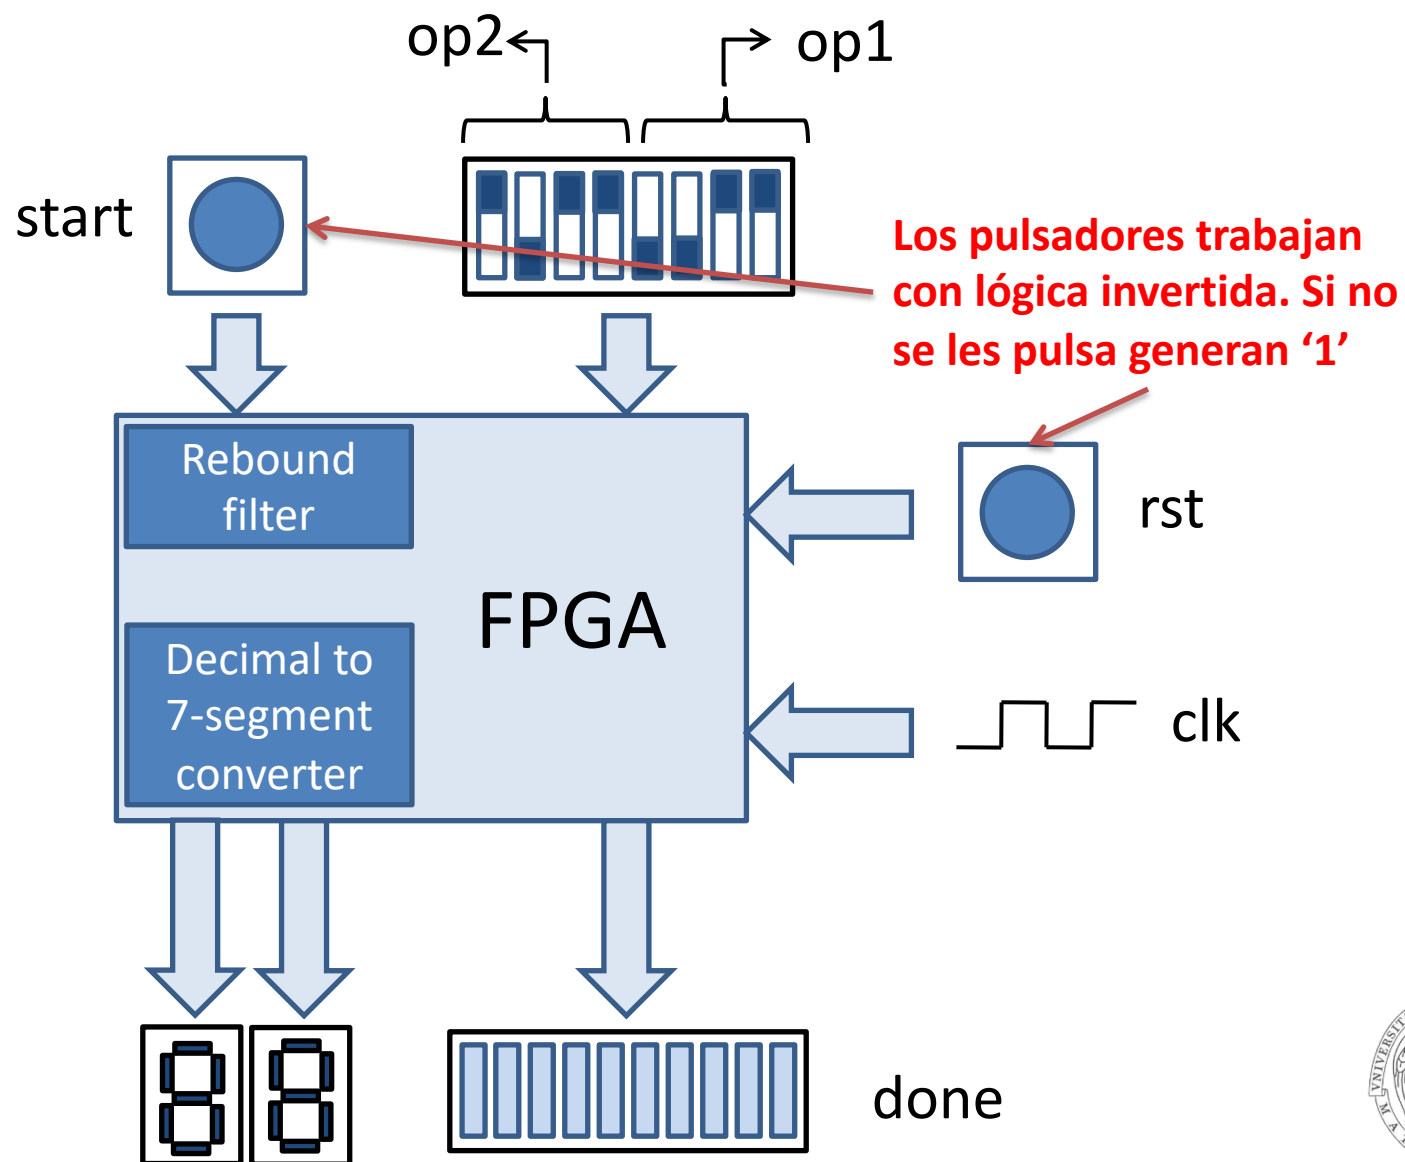 op2
op1
start
Los pulsadores trabajan
con lógica invertida. Si no
se les pulsa generan ‘1’
Rebound
filter
rst
FPGA
Decimal to
7-segment
converter
clk
done